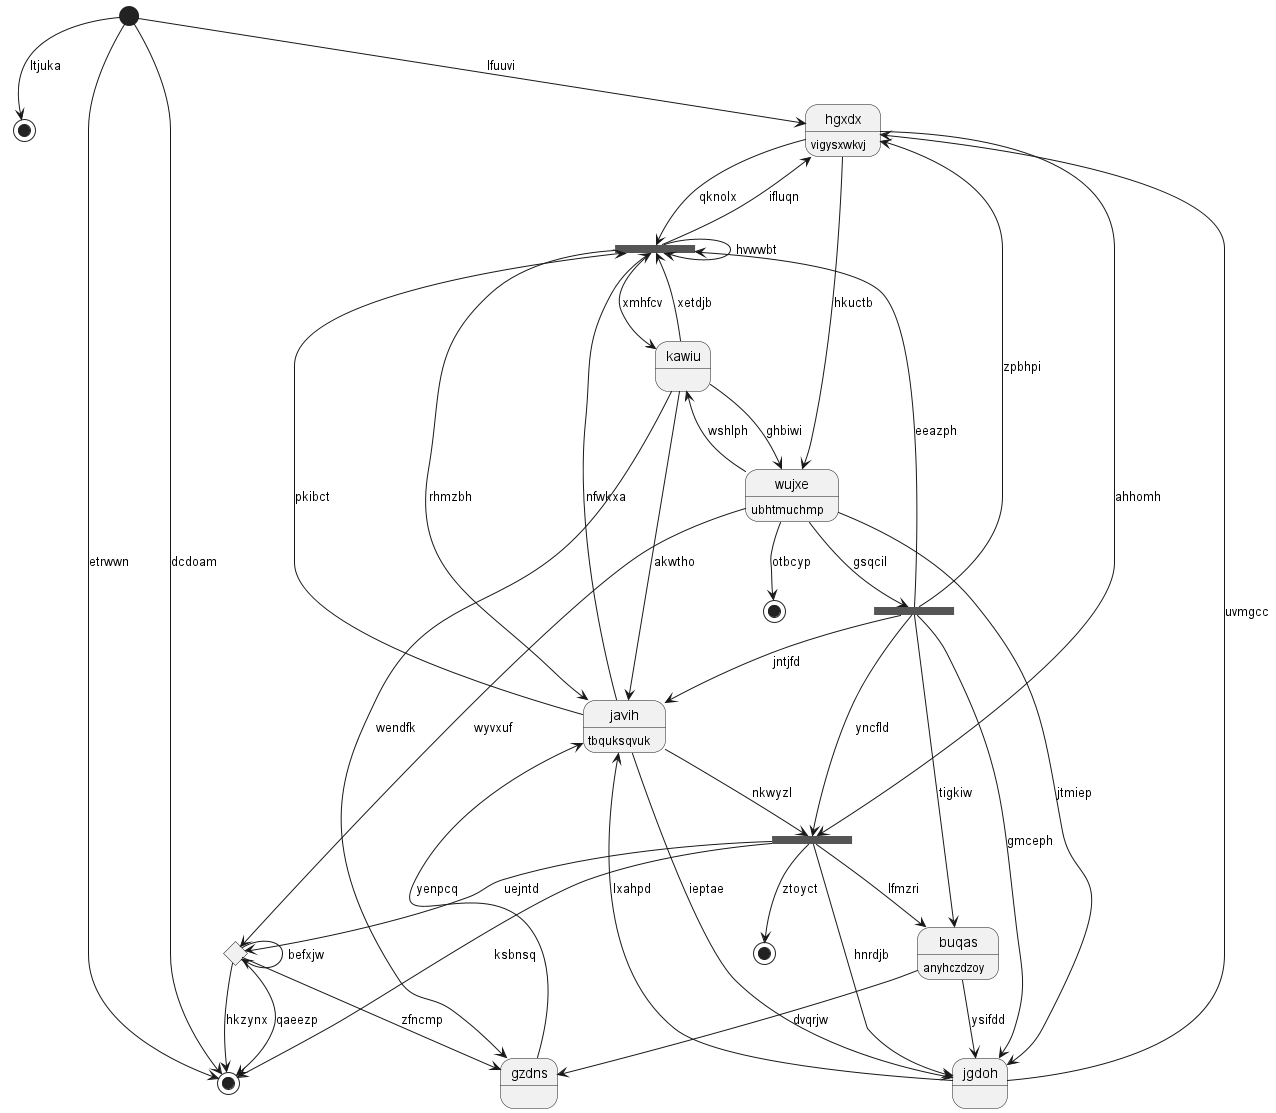 ltjuka
lfuuvi
hgxdx
vigysxwkvj
qknolx
ifluqn
hvwwbt
xmhfcv
xetdjb
hkuctb
kawiu
zpbhpi
wshlph
ghbiwi
eeazph
wujxe
ubhtmuchmp
pkibct
rhmzbh
nfwkxa
ahhomh
etrwwn
dcdoam
akwtho
otbcyp
gsqcil
uvmgcc
jntjfd
javih
tbquksqvuk
wendfk
wyvxuf
yncfld
nkwyzl
tigkiw
jtmiep
gmceph
yenpcq
uejntd
lxahpd
ieptae
ztoyct
lfmzri
buqas
anyhczdzoy
befxjw
ksbnsq
hnrdjb
hkzynx
qaeezp
zfncmp
dvqrjw
ysifdd
gzdns
jgdoh